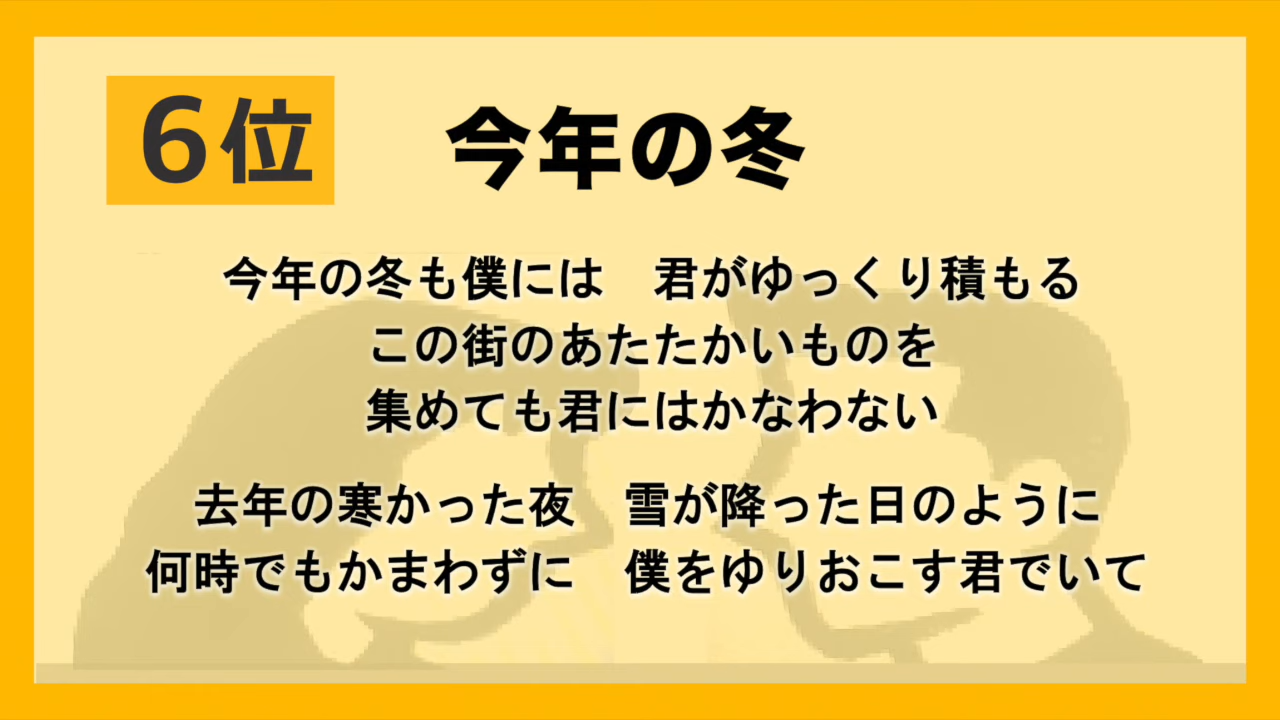 6位
今年の冬
今年の冬も僕には　君がゆっくり積もる
この街のあたたかいものを
集めても君にはかなわない
去年の寒かった夜　雪が降った日のように
何時でもかまわずに　僕をゆりおこす君でいて